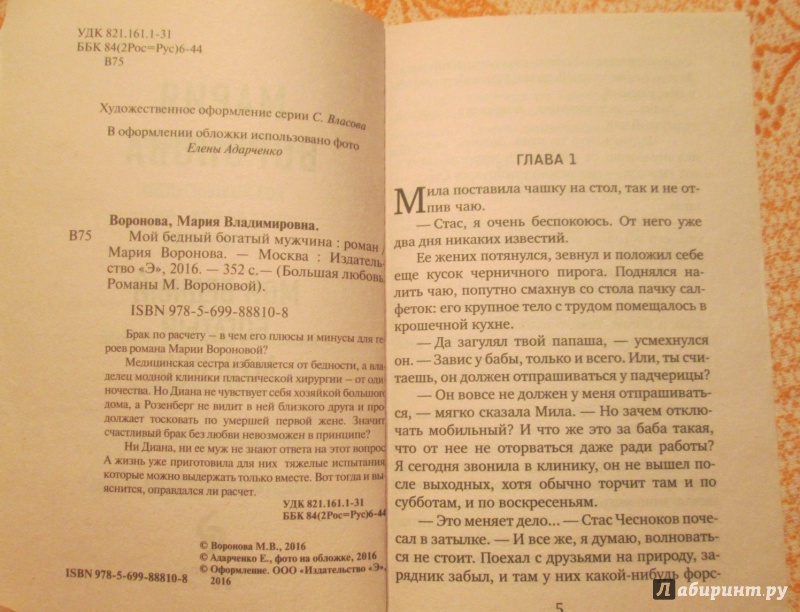 УДК 821.161.1-31
ББК 84(2Рос=Рус)6-44
В75
Художественное оформление серии С. Власова
В оформлении обложки использовано фото
Елены Адарченко
Воронова, Мария Владимировна.
В75 Мой бедный богатый мужчина : роман /
Мария Воронова. — Москва : Издатель-
ство «Э», 2016. — 352 с.— (Большая любовь.
Романы М. Вороновой).
ISBN 978-5-699-88810-8
Брак по расчету — в чем его плюсы и минусы для ге-
роев романа Марии Вороновой?
Медицинская сестра избавляется от бедности, а вла-
делец модной клиники пластической хирургии – от оди-
ночества. Но Диана не чувствует себя хозяйкой большого
дома, а Розенберг не видит в ней близкого друга и про-
должает тосковать по умершей первой жене. Значит
счастливый брак без любви невозможен в принципе?
Ни Диана, ни ее муж не знают ответа на этот вопрос
А жизнь уже приготовила для них тяжелые испытания,
которые можно выдержать только вместе. Вот тогда и вы-
яснится, оправдался ли расчет.
УДК 821.161.1-31
ББК 84(2Рос=Рус)6-44
© Воронова М.В., 2016
© Адарченко Е., фото на обложке, 2016
© Оформление. ООО «Издательство «Э»,
ISBN 978-5-699-88810-8 2016
ГЛАВА 1
Мила поставила чашку на стол, так и не от-
пив чаю.
— Стас, я очень беспокоюсь. От него уже
два дня никаких известий.
Ее жених потянулся, зевнул и положил себе
еще кусок черничного пирога. Поднялся на-
лить чаю, попутно смахнув со стола пачку сал-
феток: его крупное тело с трудом помещалось в
крошечной кухне.
— Да загулял твой папаша, — усмехнулся
он. — Завис у бабы, только и всего. Или, ты счи-
таешь, он должен отпрашиваться у падчерицы?
— Он вовсе не должен у меня отпрашивать-
ся, — мягко сказала Мила. — Но зачем отклю-
чать мобильный? И что же это за баба такая,
что от нее не оторваться даже ради работы?
Я сегодня звонила в клинику, он не вышел по-
сле выходных, хотя обычно торчит там и по
субботам, и по воскресеньям.
— Это меняет дело... — Стас Чесноков поче-
сал в затылке. — И все же, я думаю, волновать-
ся не стоит. Поехал с друзьями на природу, за-
рядник забыл, и там у них какой-нибудь форс-
5
Лабиринт.ру